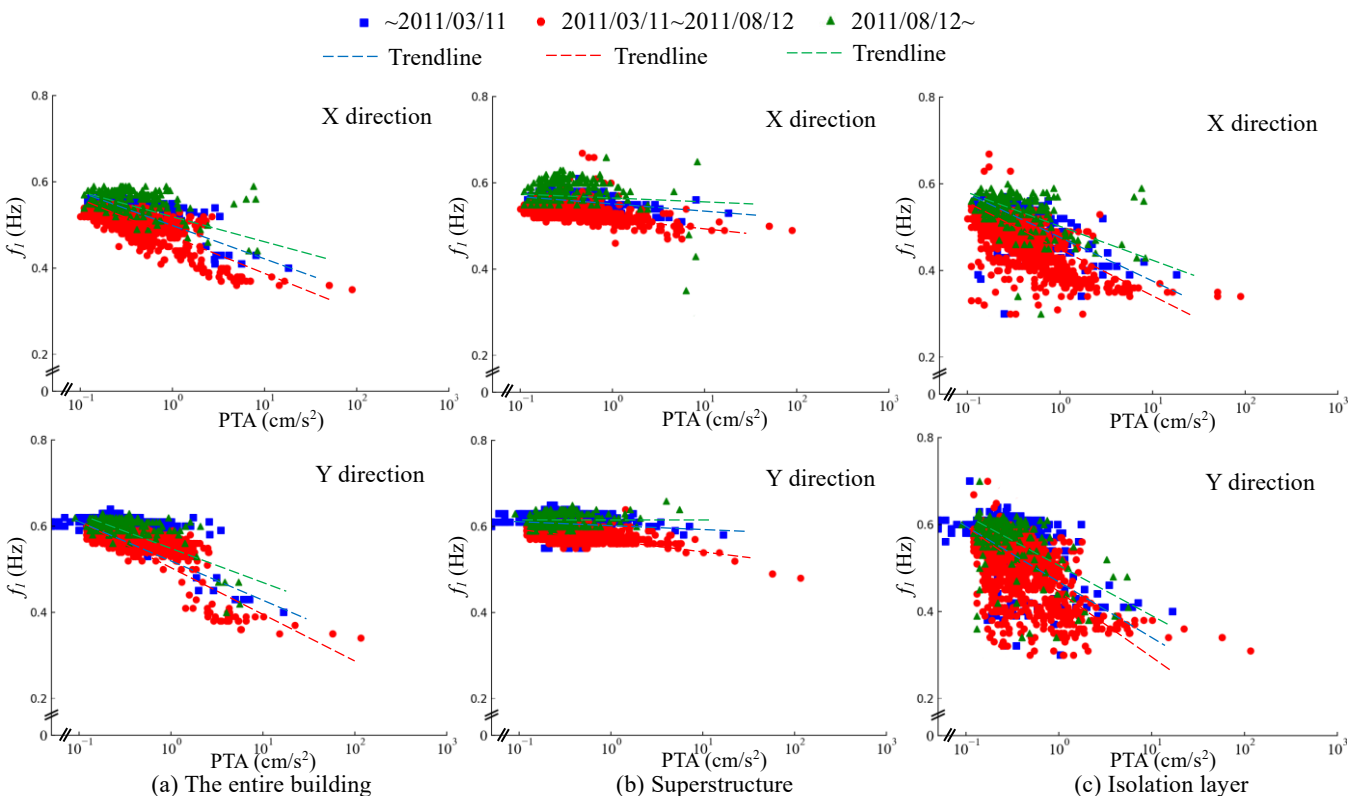 ~2011/03/11 2011/03/11~2011/08/12 2011/08/12~
Trendline Trendline Trendline
0.8 0.8 0.8
X direction X direction X direction
f₁ (Hz) f₁ (Hz) f₁ (Hz)
0.6 0.6 0.6
0.4 0.4 0.4
0.2 0.2 0.2
0 0 0
10⁻¹ 10⁰ 10¹ 10² 10³ 10⁻¹ 10⁰ 10¹ 10² 10³ 10⁻¹ 10⁰ 10¹ 10² 10³
PTA (cm/s²) PTA (cm/s²) PTA (cm/s²)
0.8 0.8 0.8
Y direction Y direction Y direction
f₁ (Hz) f₁ (Hz) f₁ (Hz)
0.6 0.6 0.6
0.4 0.4 0.4
0.2 0.2 0.2
0 0 0
10⁻¹ 10⁰ 10¹ 10² 10³ 10⁻¹ 10⁰ 10¹ 10² 10³ 10⁻¹ 10⁰ 10¹ 10² 10³
PTA (cm/s²) PTA (cm/s²) PTA (cm/s²)
(a) The entire building (b) Superstructure (c) Isolation layer